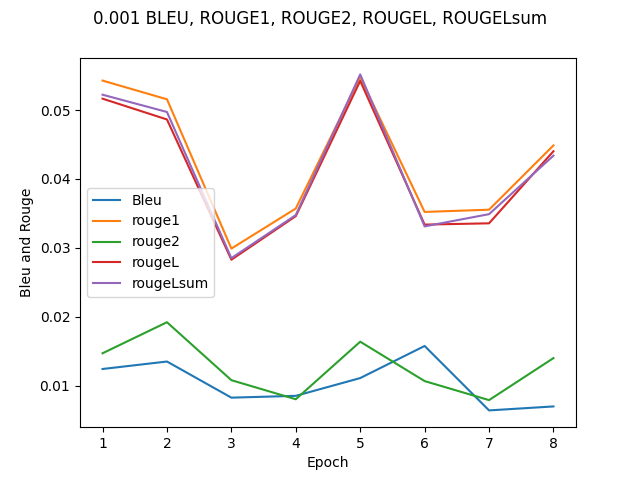 0.001 BLEU, ROUGE1, ROUGE2, ROUGEL, ROUGELsum
Bleu and Rouge
0.05
0.04
0.03
0.02
0.01
Bleu
rouge1
rouge2
rougeL
rougeLsum
1 2 3 4 5 6 7 8
Epoch